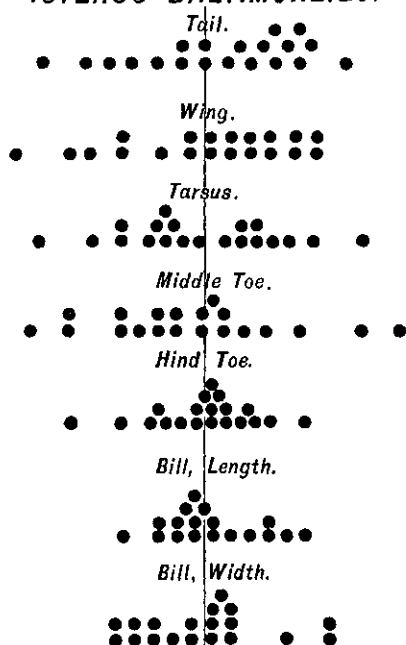 Tail.
Wing.
Tarsus.
Middle Toe.
Hind Toe.
Bill, Length.
Bill, Width.